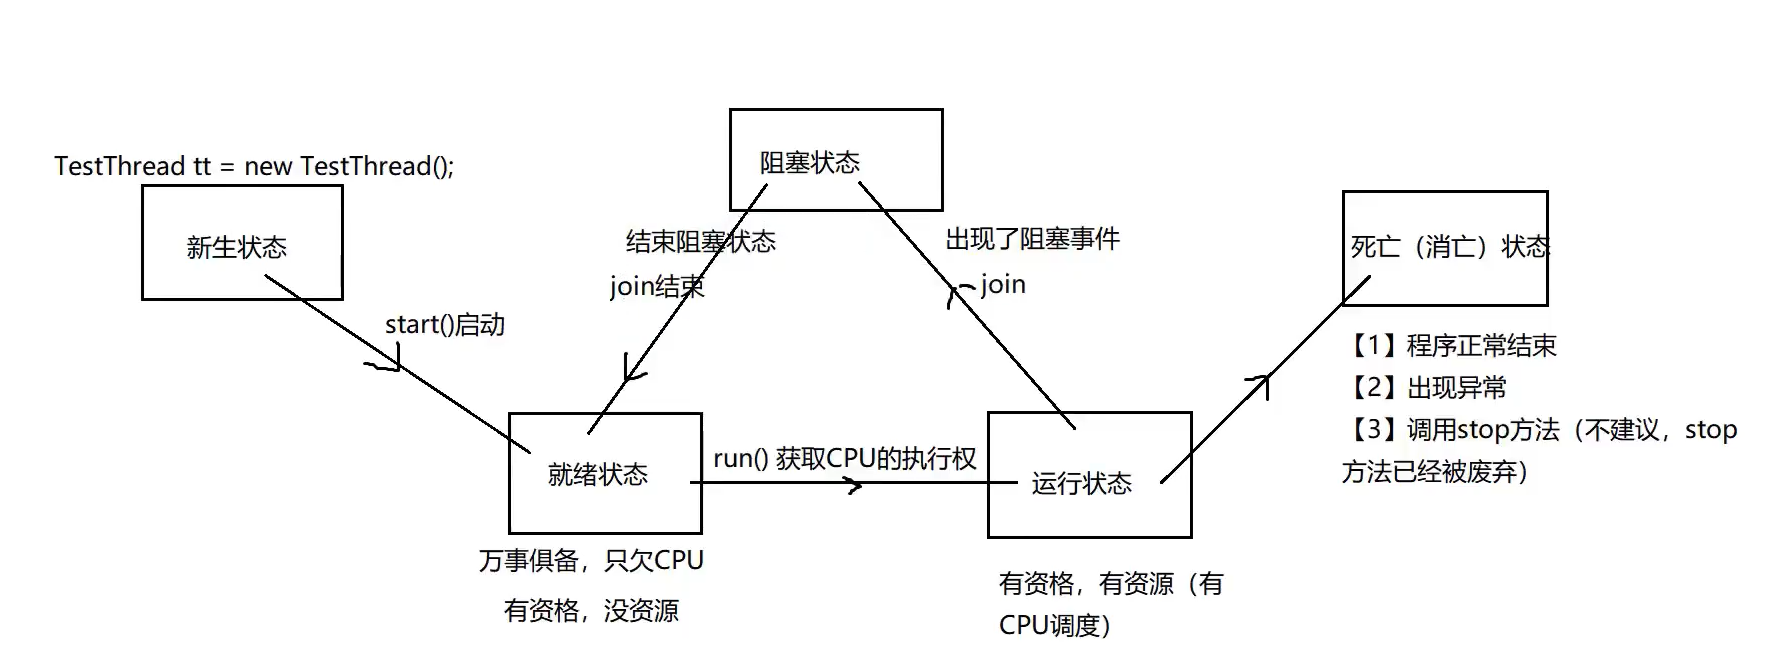 TestThread tt = new TestThread();
新生状态
start()启动
阻塞状态
结束阻塞状态
join结束
出现了阻塞事件
join
就绪状态
万事俱备，只欠CPU
有资格，没资源
run() 获取CPU的执行权
运行状态
有资格，有资源（有
CPU调度）
死亡（消亡）状态
【1】程序正常结束
【2】出现异常
【3】调用stop方法（不建议，stop
方法已经被废弃）